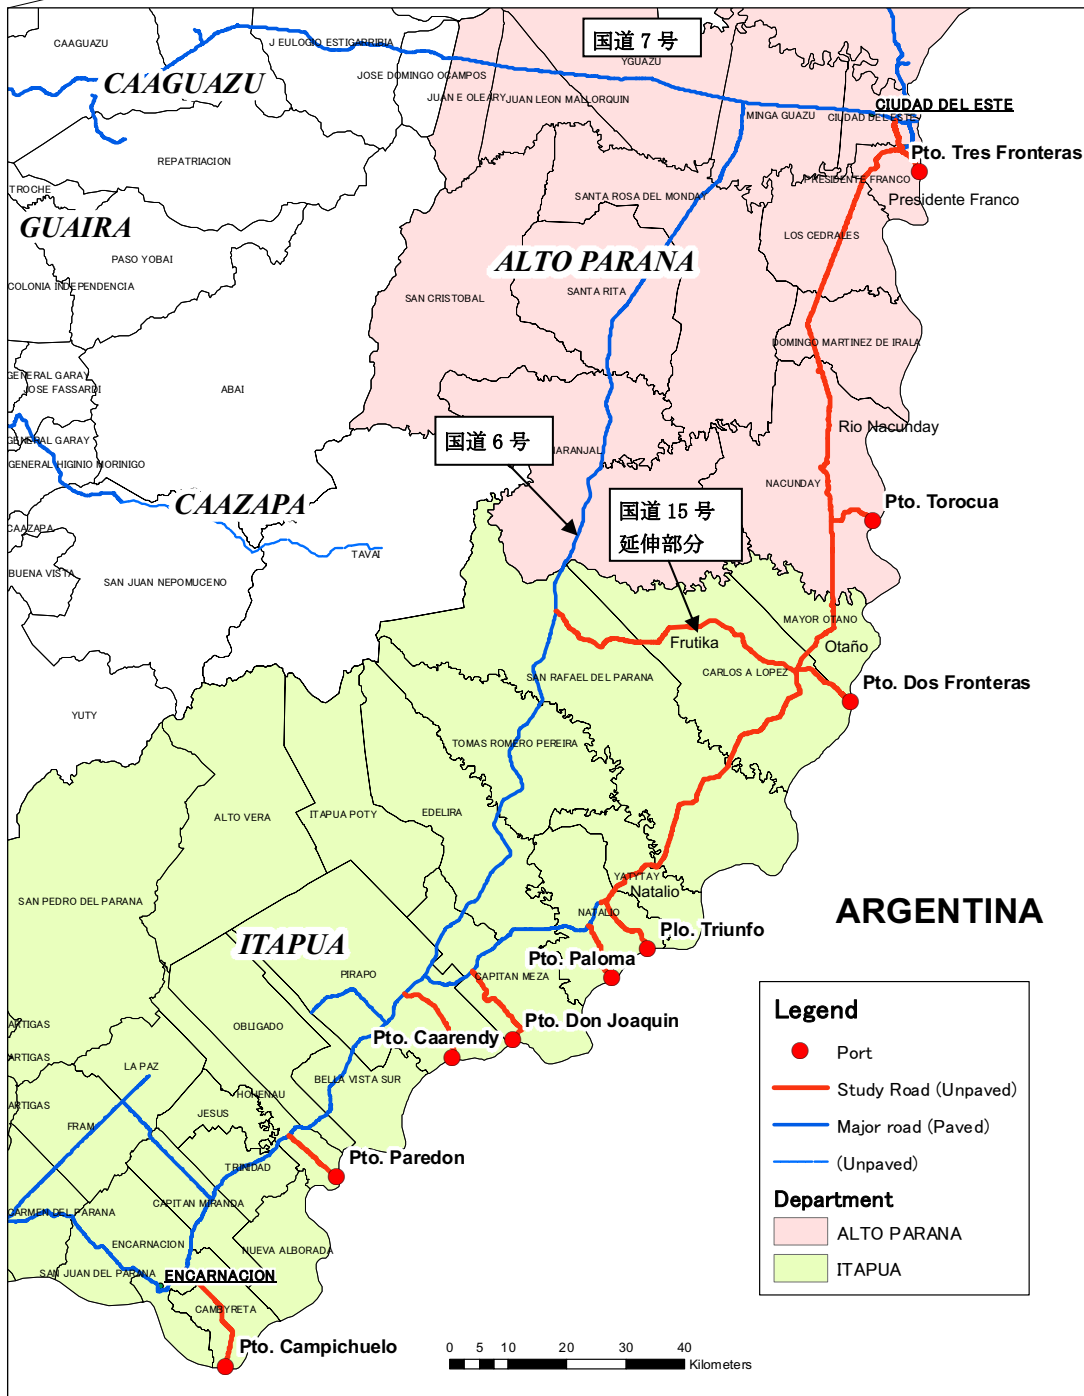 国道 7 号
CAAGUAZU
J EULOGIO ESTIGARRIBIA
YGUAZU
CAAGUAZU
JOSE DOMINGO OCAMPOS
JUAN E OLEARY
JUAN LEON MALLORQUIN
CIUDAD DEL ESTE
MINGA GUAZU
CIUDAD DEL ESTE
REPATRIACION
Pto. Tres Fronteras
TROCHE
PRESIDENTE FRANCO
SANTA ROSA DEL MONDAY
Presidente Franco
GUAIRA
LOS CEDRALES
PASO YOBAI
ALTO PARANA
COLONIA INDEPENDENCIA
SANTA RITA
SAN CRISTOBAL
DOMINGO MARTINEZ DE IRALA
GENERAL GARAY
JOSE FASSARDI
ABAI
Rio Nacunday
国道 6 号
GENERAL GARAY
NARANJAL
GENERAL HIGINIO MORINIGO
NACUNDAY
CAAZAPA
Pto. Torocua
国道 15 号
延伸部分
CAAZAPA
TAVAI
BUENA VISTA
SAN JUAN NEPOMUCENO
MAYOR OTANO
Frutika
Otaño
CARLOS A LOPEZ
SAN RAFAEL DEL PARANA
Pto. Dos Fronteras
YUTY
TOMAS ROMERO PEREIRA
ALTO VERA
ITAPUA POTY
EDELIRA
YATYTAY
Natalio
SAN PEDRO DEL PARANA
NATALIO
ARGENTINA
Plo. Triunfo
ITAPUA
Pto. Paloma
PIRAPO
CAPITAN MEZA
Legend
Port
Study Road (Unpaved)
Major road (Paved)
(Unpaved)
Department
ALTO PARANA
ITAPUA
ARTIGAS
OBLIGADO
Pto. Don Joaquin
Pto. Caarendy
ARTIGAS
LA PAZ
BELLA VISTA SUR
HOHENAU
ARTIGAS
JESUS
FRAM
Pto. Paredon
TRINIDAD
CAPITAN MIRANDA
CARMEN DEL PARANA
ENCARNACION
NUEVA ALBORADA
SAN JUAN DEL PARANA
ENCARNACION
CAMBYRETA
Pto. Campichuelo
0 5 10 20 30 40
Kilometers